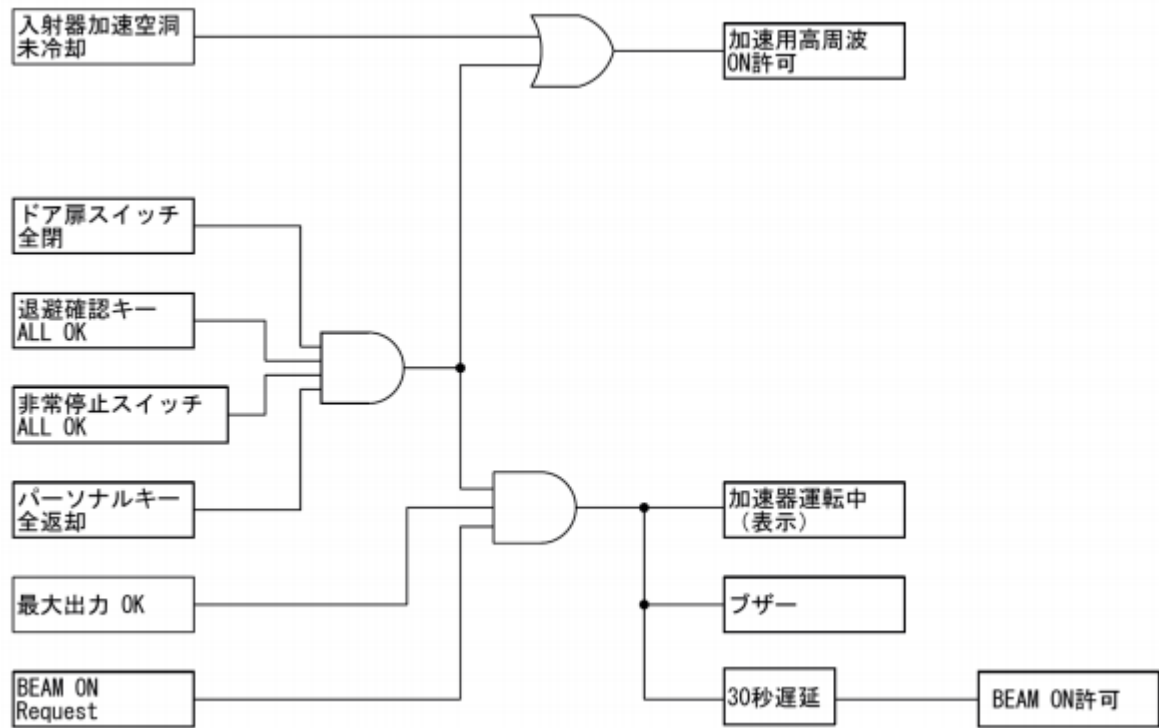 入射器加速空洞
未冷却
加速用高周波
ON許可
ドア扉スイッチ
全閉
退避確認キー
ALL OK
非常停止スイッチ
ALL OK
パーソナルキー
全返却
加速器運転中
(表示)
最大出力 OK
ブザー
BEAM ON
Request
30秒遅延
BEAM ON許可